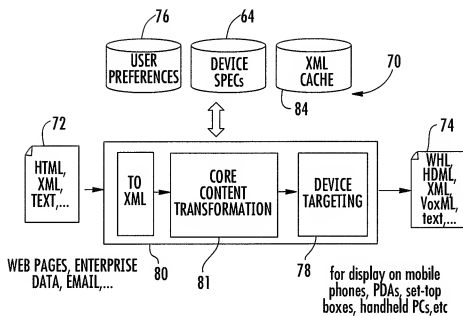 76
64
USER
PREFERENCES
DEVICE
SPECs
XML
CACHE
84
70
72
HTML,
XML,
TEXT,...
TO
XML
CORE
CONTENT
TRANSFORMATION
DEVICE
TARGETING
74
WHL,
HDML,
XML,
VoxML,
text,...
80
81
78
WEB PAGES, ENTERPRISE
DATA, EMAIL,...
for display on mobile
phones, PDAs, set-top
boxes, handheld PCs,etc